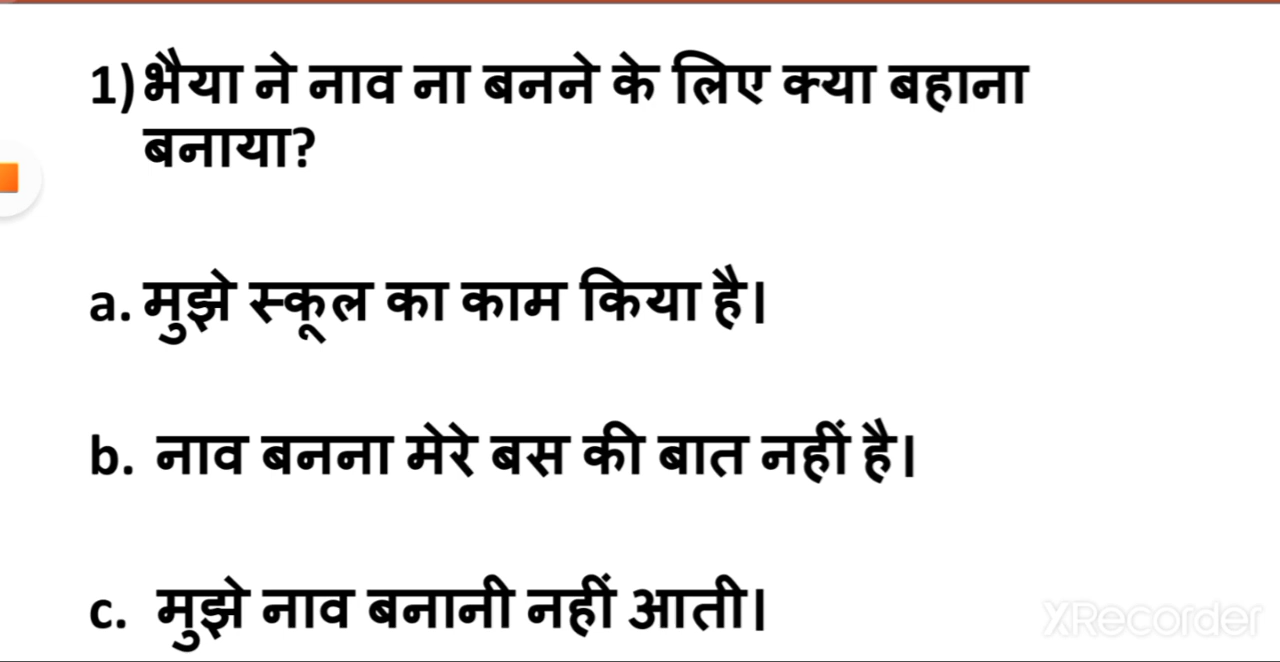 1) भैया ने नाव ना बनने के लिए क्या बहाना
बनाया?
a. मुझे स्कूल का काम किया है।
b. नाव बनना मेरे बस की बात नहीं है।
c. मुझे नाव बनानी नहीं आती।
XRecorder